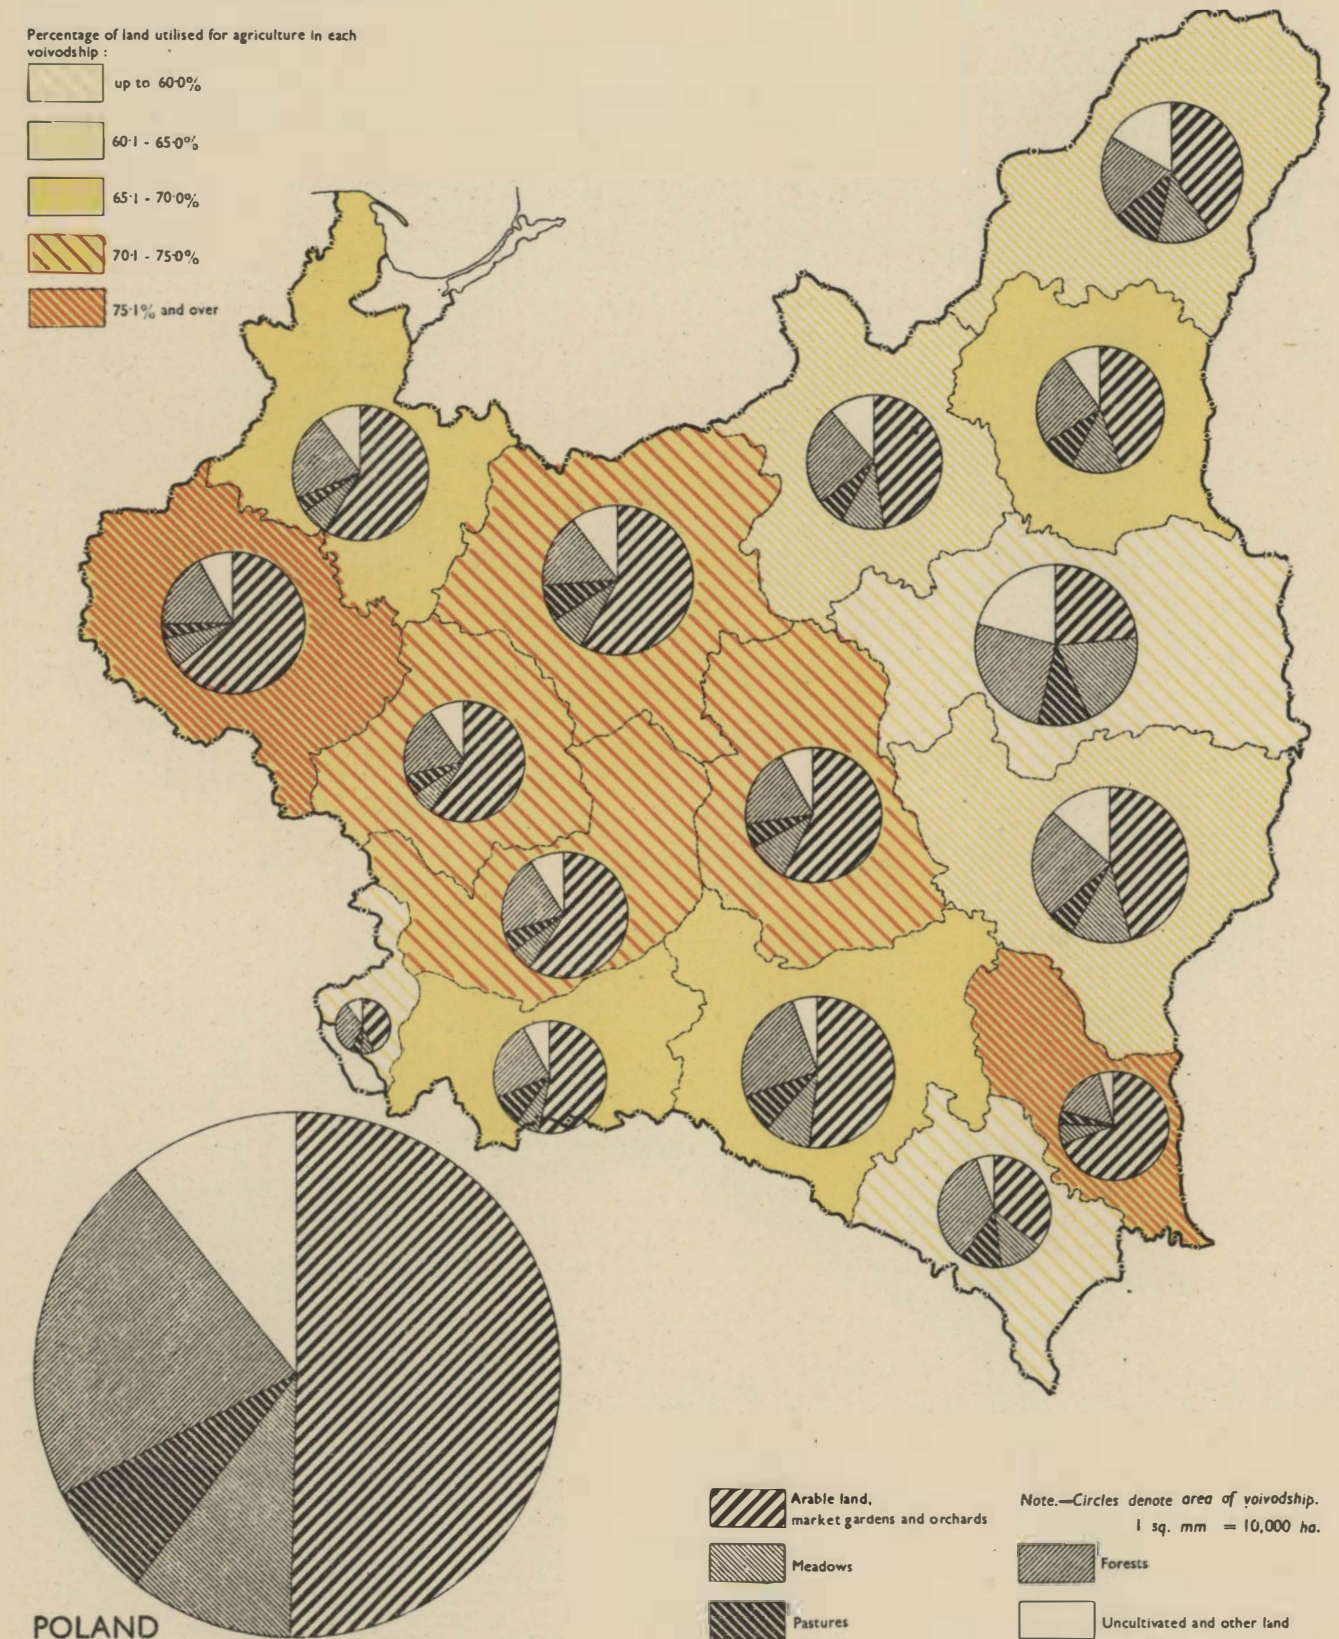 Percentage of land utilised for agriculture in each
voivodship :
up to 60·0%
60·1 - 65·0%
65·1 - 70·0%
70·1 - 75·0%
75·1% and over
POLAND
Arable land,
market gardens and orchards
Meadows
Pastures
Note.—Circles denote area of voivodship.
1 sq. mm = 10,000 ha.
Forests
Uncultivated and other land